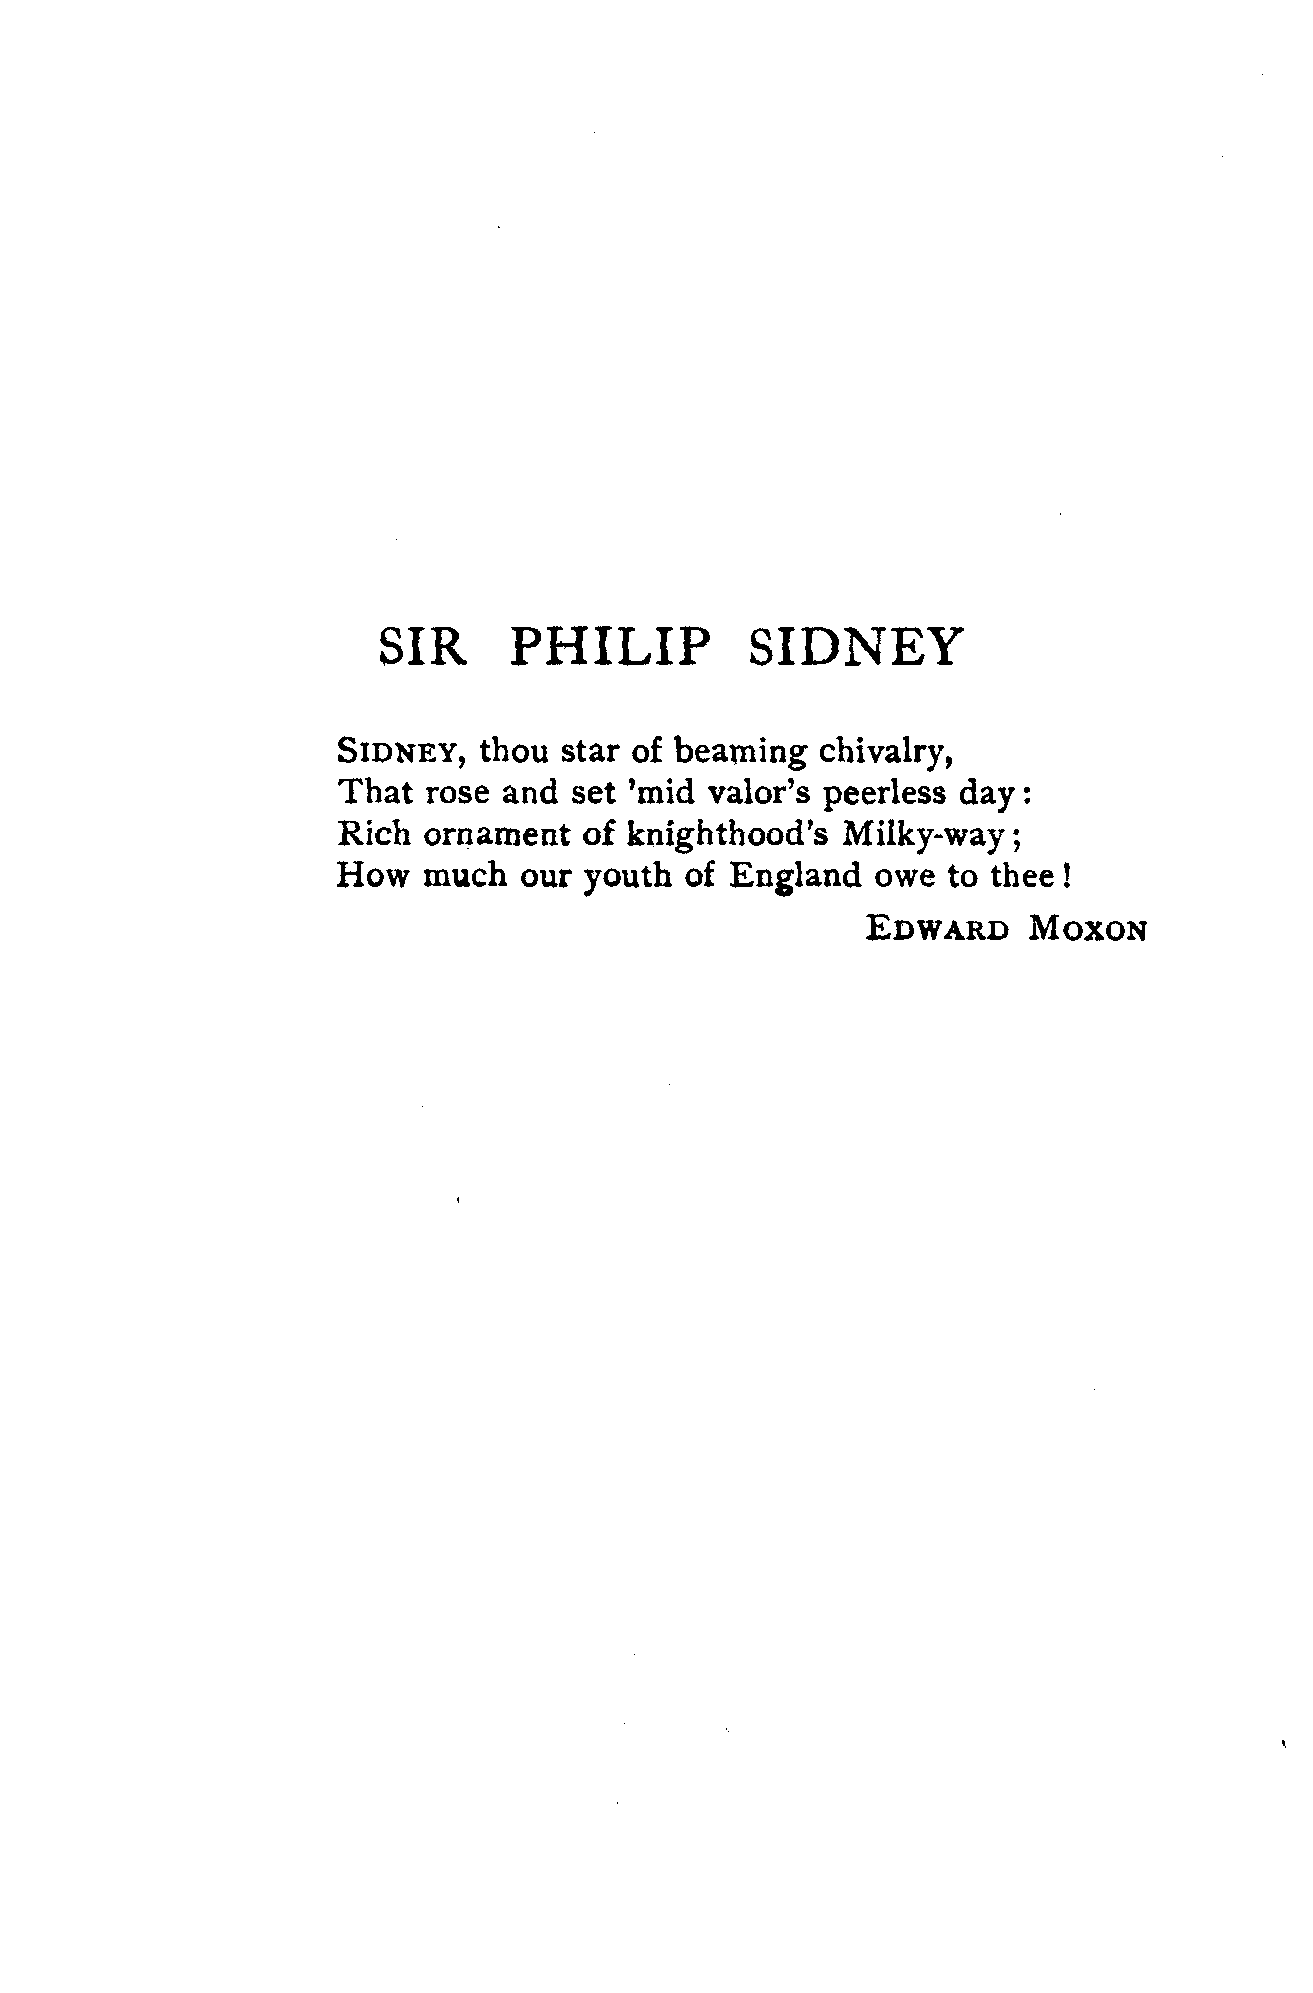 SIR PHILIP SIDNEY
SIDNEY, thou star of beaming chivalry,
That rose and set 'mid valor's peerless day:
Rich ornament of knighthood's Milky-way;
How much our youth of England owe to thee!
EDWARD MOXON